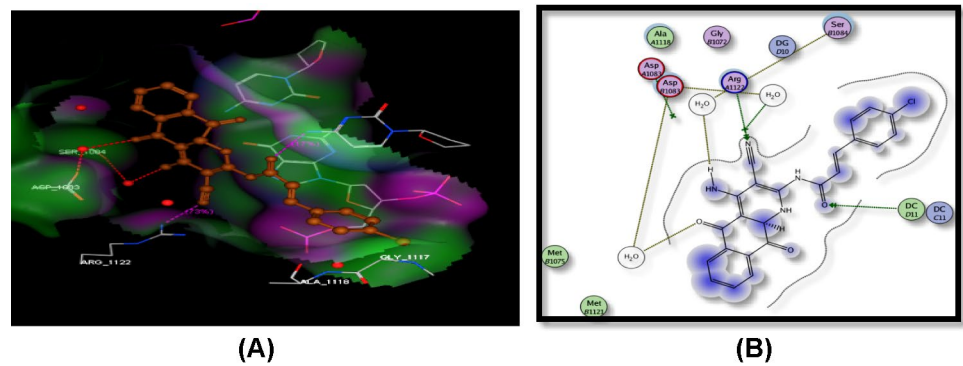 SER_1084
ASP_1083
ARG_1122
GLY_1117
ALA_1118
(A)
Ala
A1118
Gly
B1072
DG
D10
Ser
B1084
Asp
A1083
Asp
B1083
Arg
A1122
H₂O
H₂O
Cl
N
H
HN
NH
NH
O
O
O
H
DC
D11
DC
C11
H₂O
Met
B1075
Met
B1121
(B)